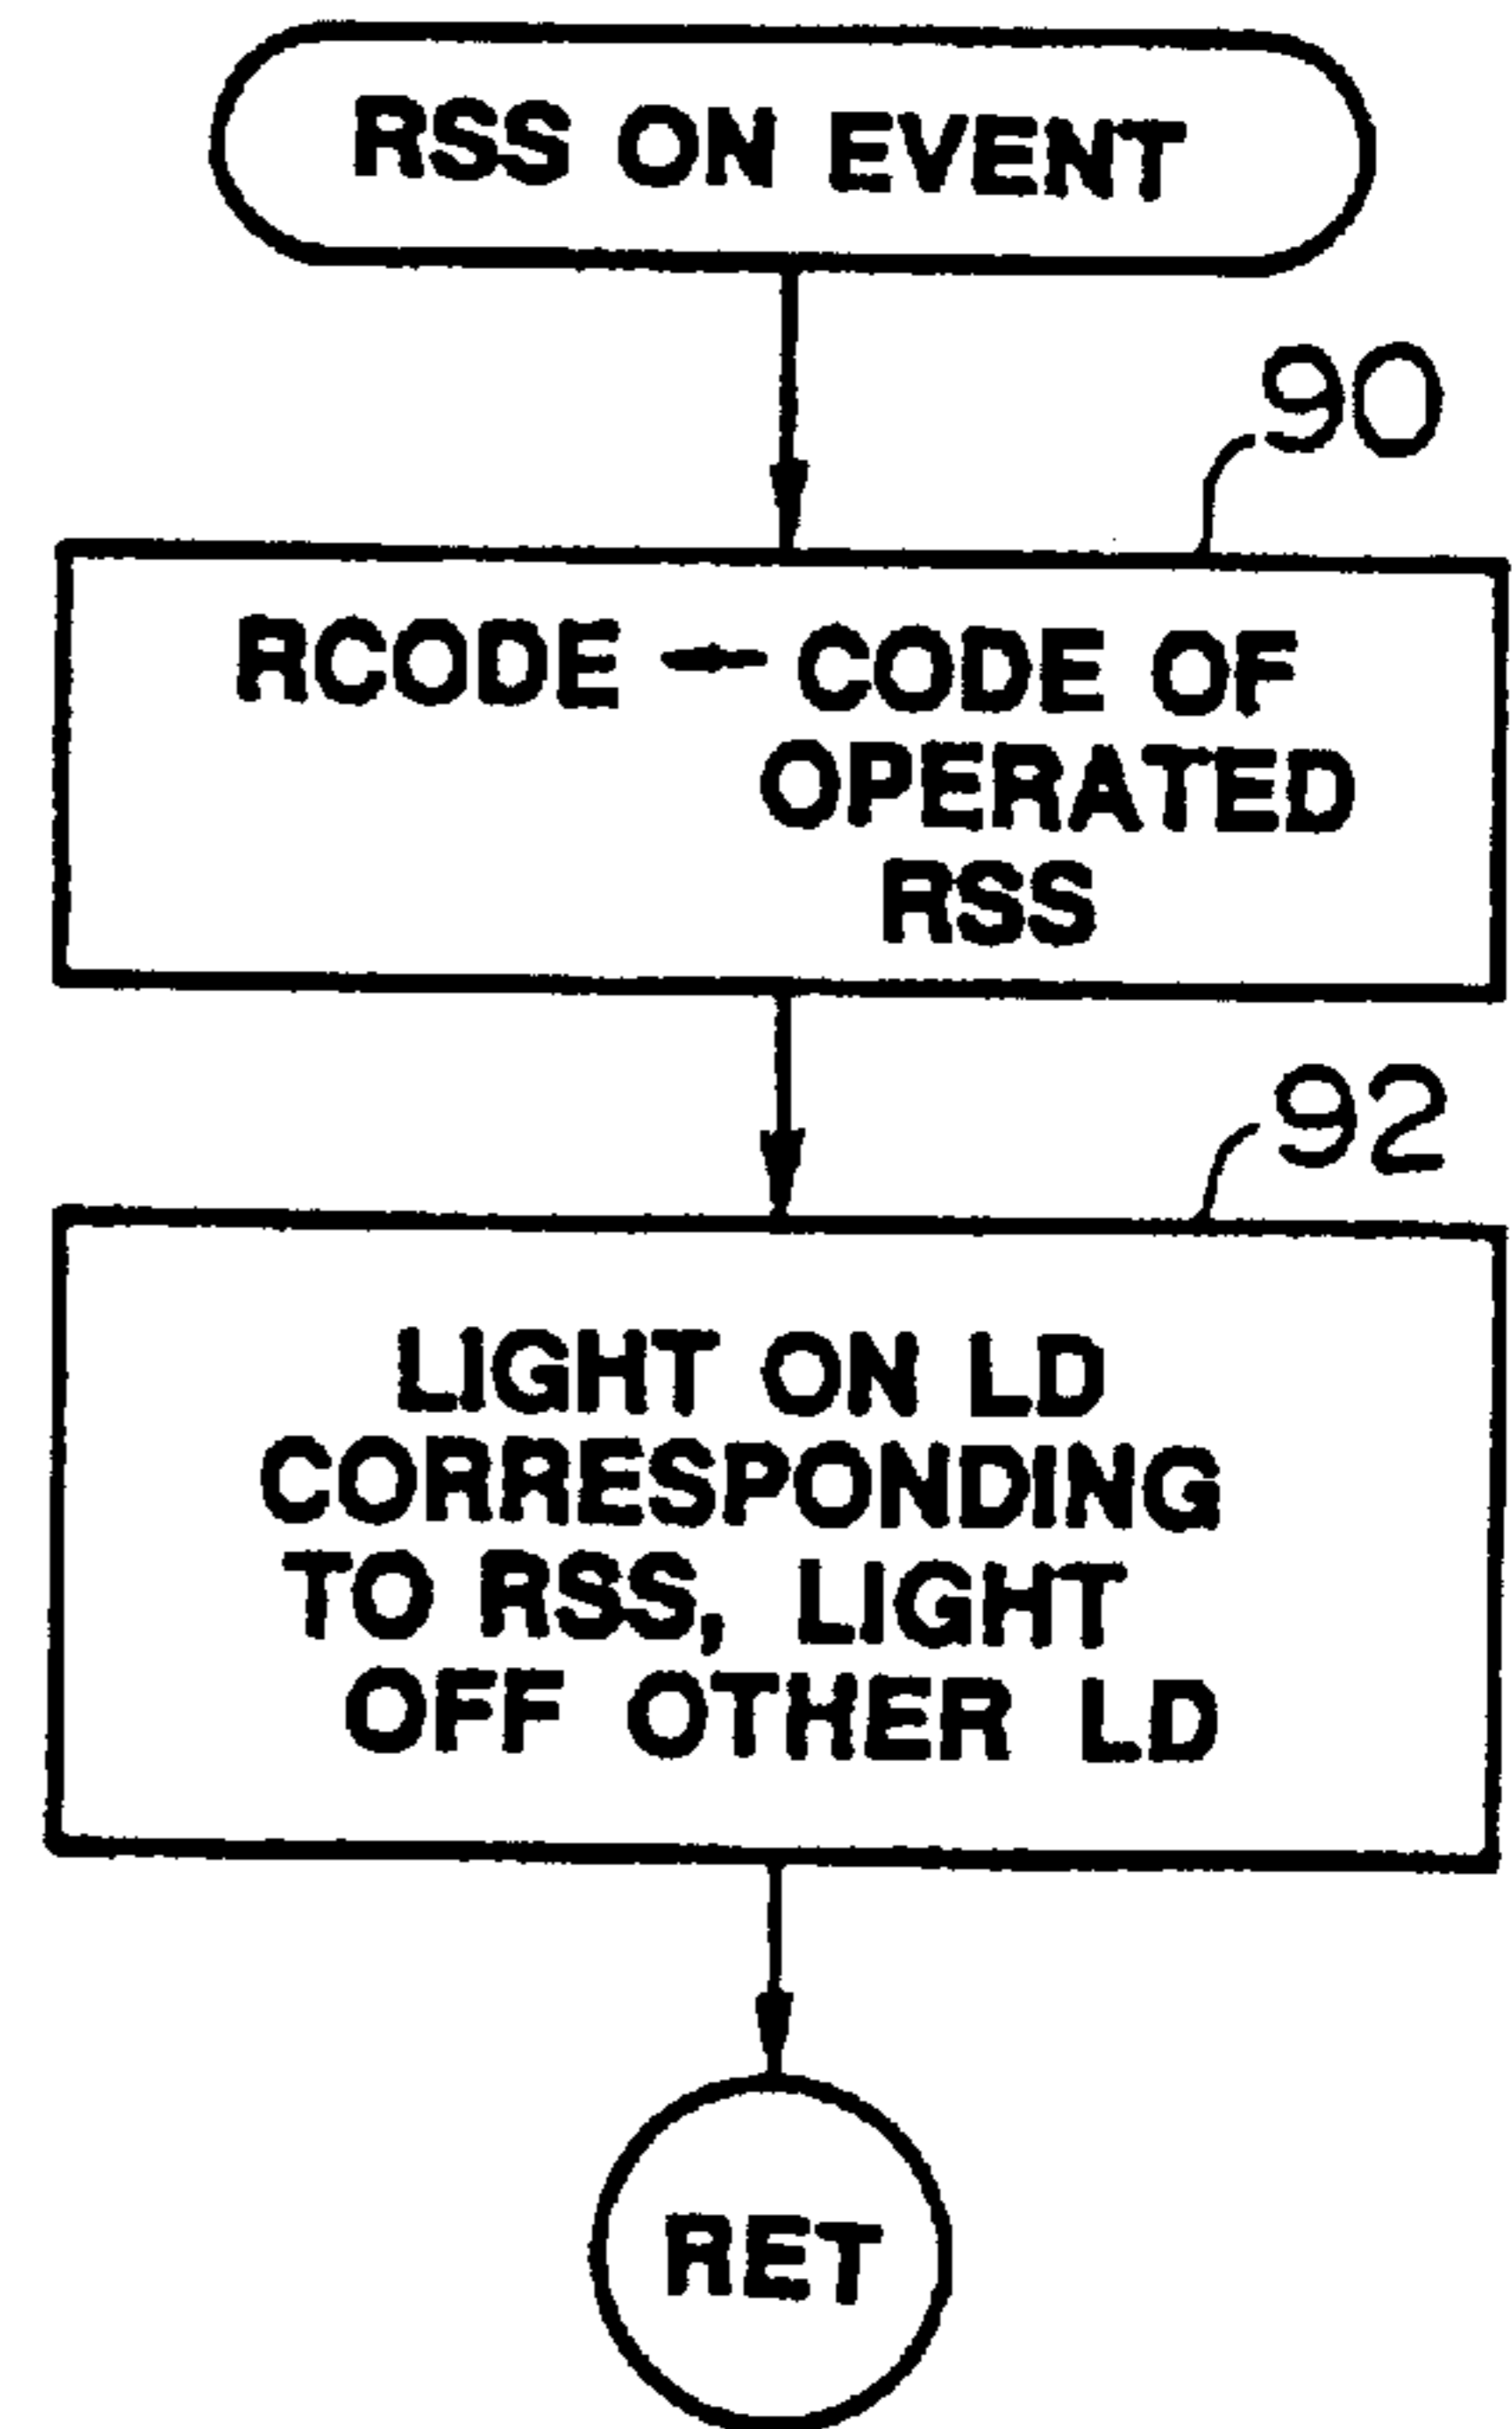 RSS ON EVENT
90
RCODE ← CODE OF
OPERATED
RSS
92
LIGHT ON LD
CORRESPONDING
TO RSS, LIGHT
OFF OTHER LD
RET